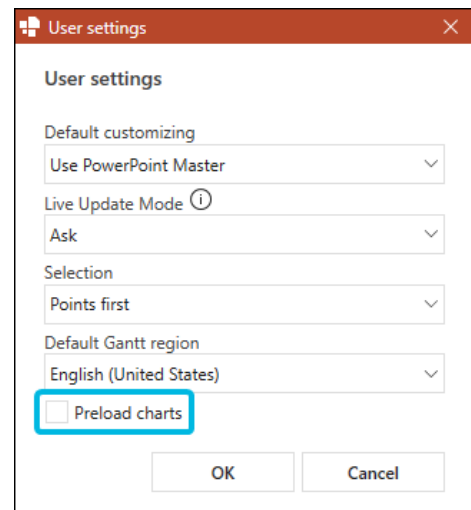 User settings
User settings
Default customizing
Use PowerPoint Master
Live Update Mode
Ask
Selection
Points first
Default Gantt region
English (United States)
Preload charts
OK Cancel